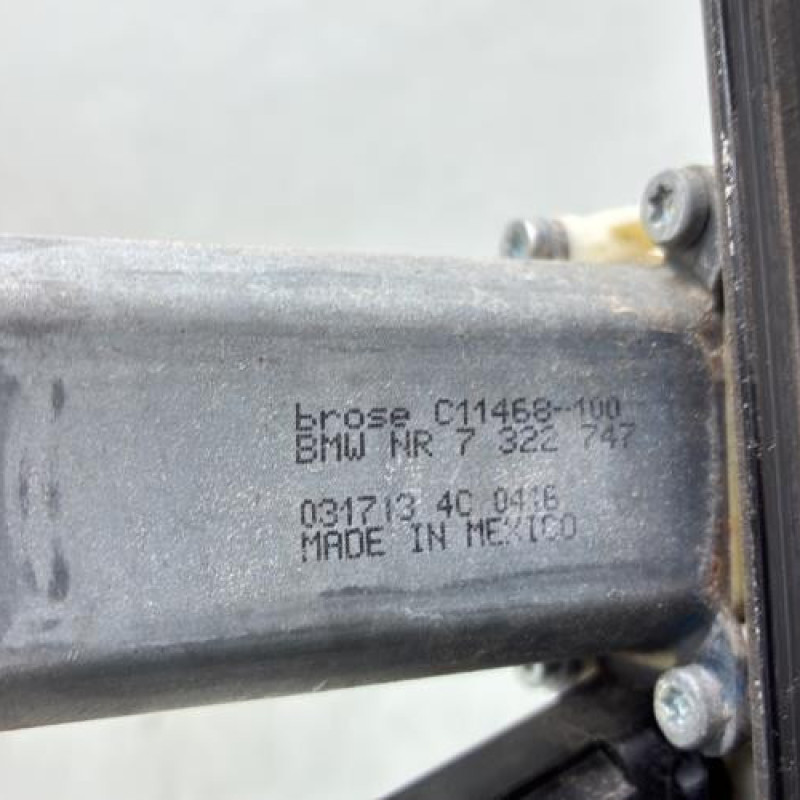 brose C11468-100
BMW NR 7 322 747
031713 4C 0416
MADE IN MEXICO